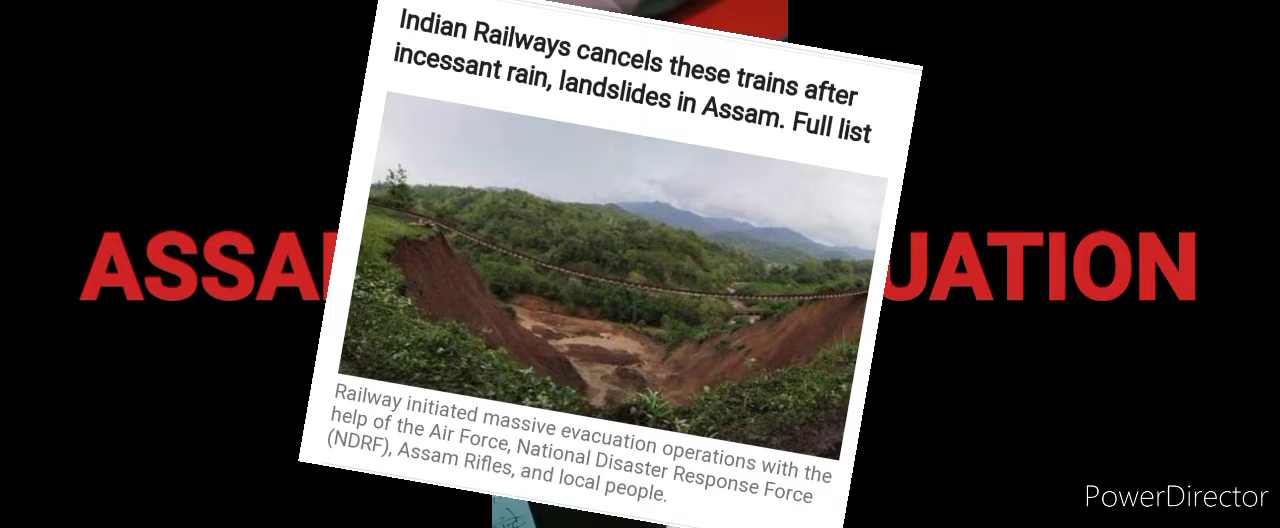 Indian Railways cancels these trains after
incessant rain, landslides in Assam. Full list
ASSA
UATION
Railway initiated massive evacuation operations with the
help of the Air Force, National Disaster Response Force
(NDRF), Assam Rifles, and local people.
PowerDirector